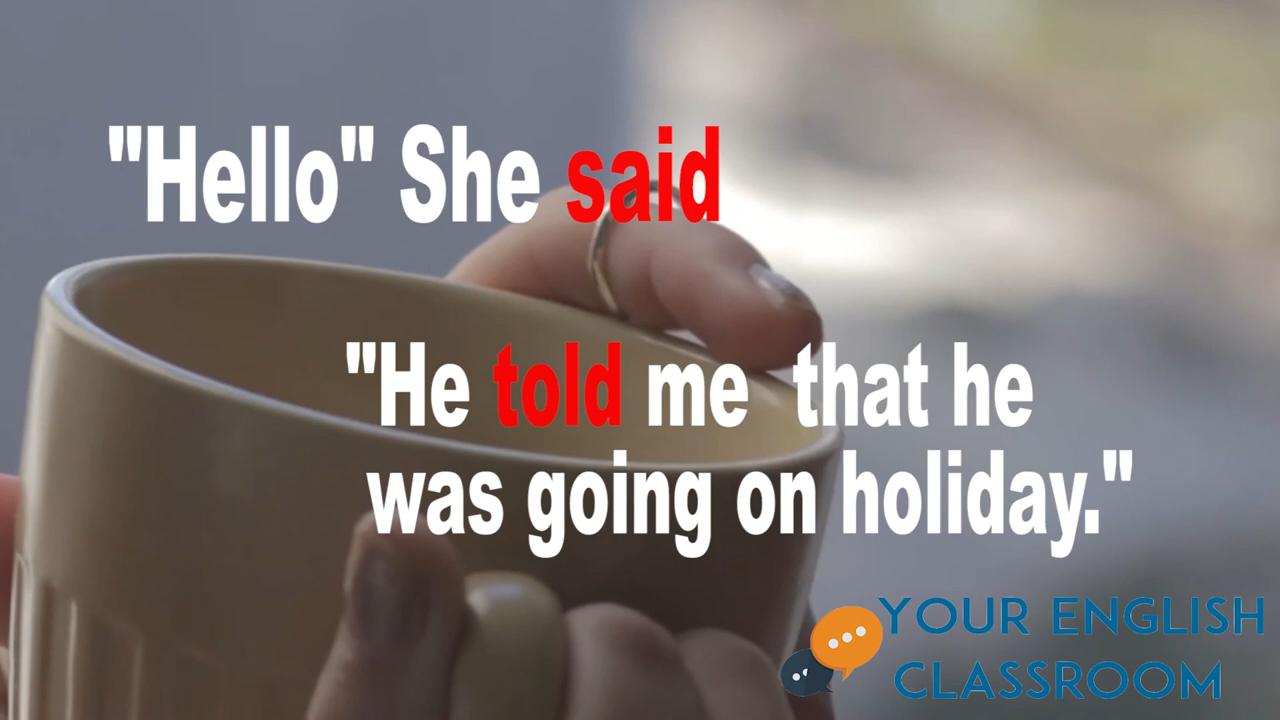 "Hello" She said
"He told me  that he
was going on holiday."
YOUR ENGLISH
CLASSROOM